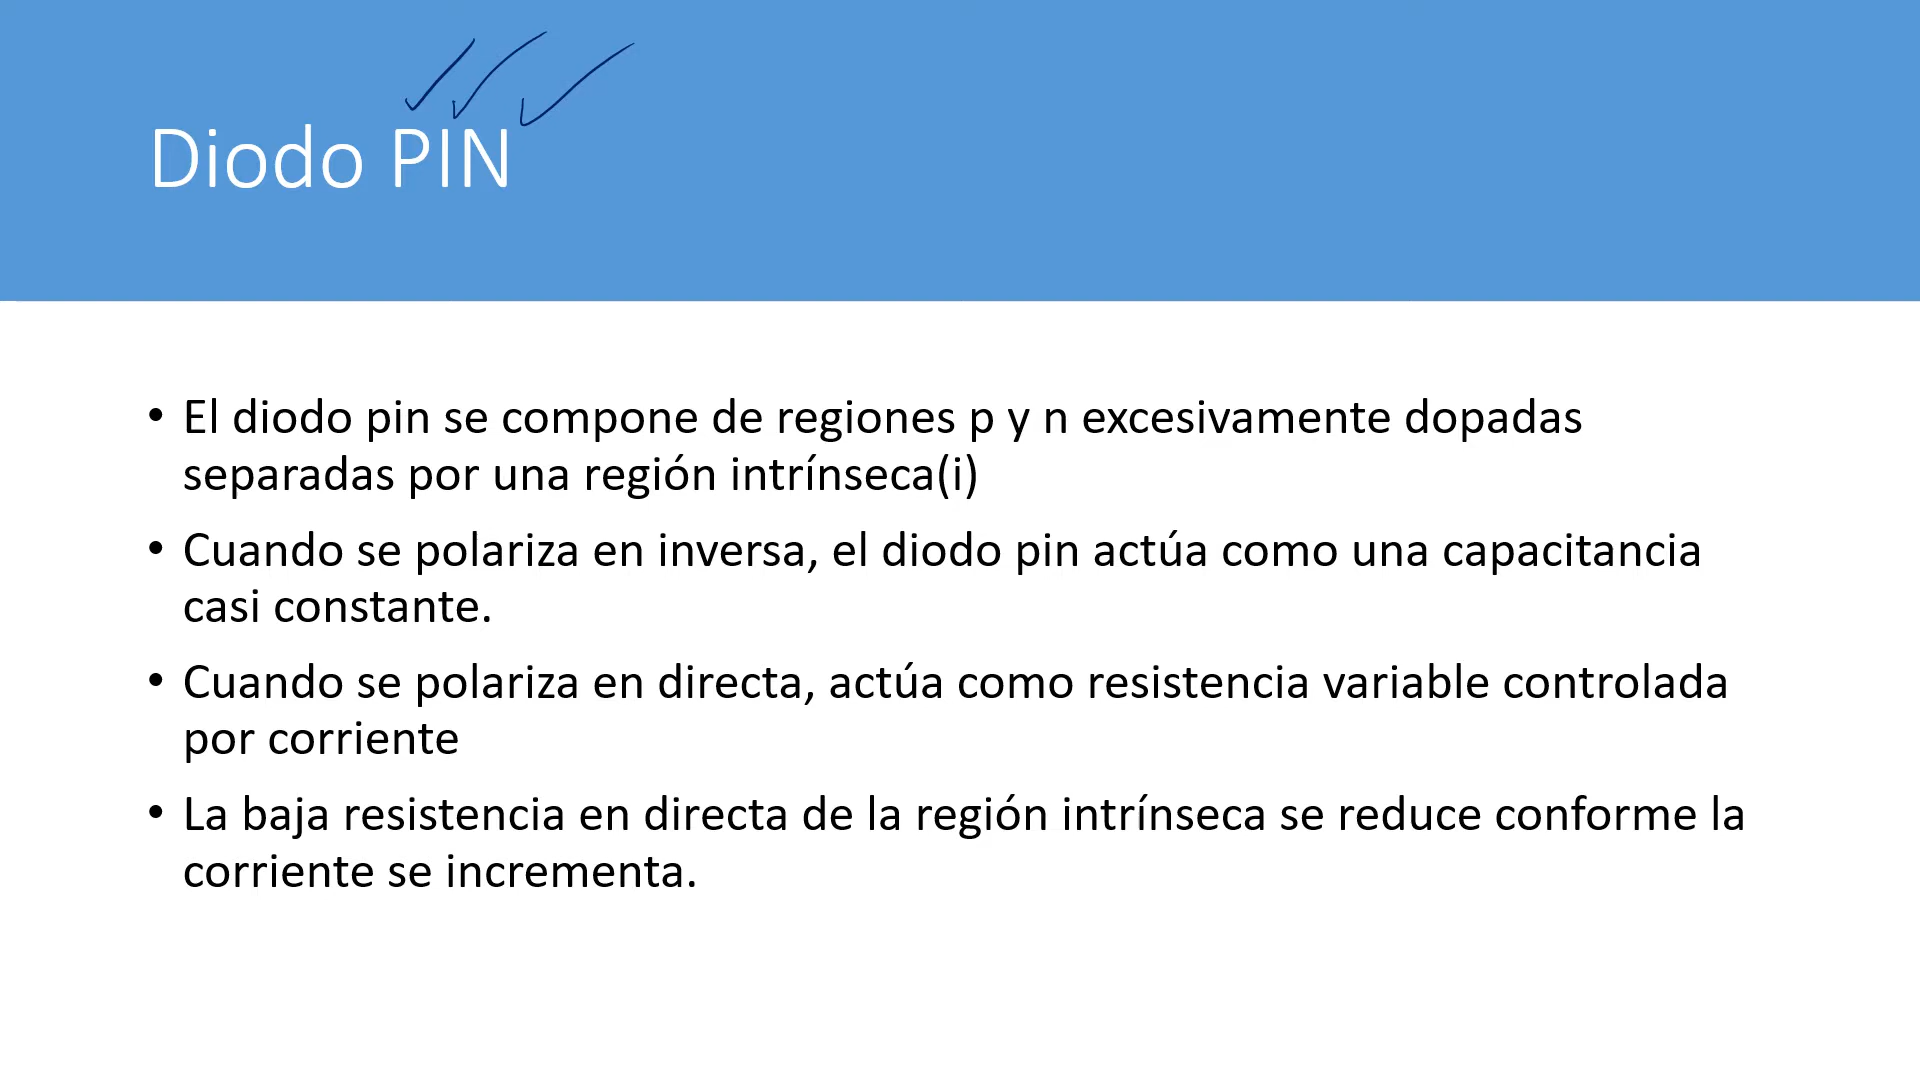 Diodo PIN
• El diodo pin se compone de regiones p y n excesivamente dopadas
separadas por una región intrínseca(i)
• Cuando se polariza en inversa, el diodo pin actúa como una capacitancia
casi constante.
• Cuando se polariza en directa, actúa como resistencia variable controlada
por corriente
• La baja resistencia en directa de la región intrínseca se reduce conforme la
corriente se incrementa.